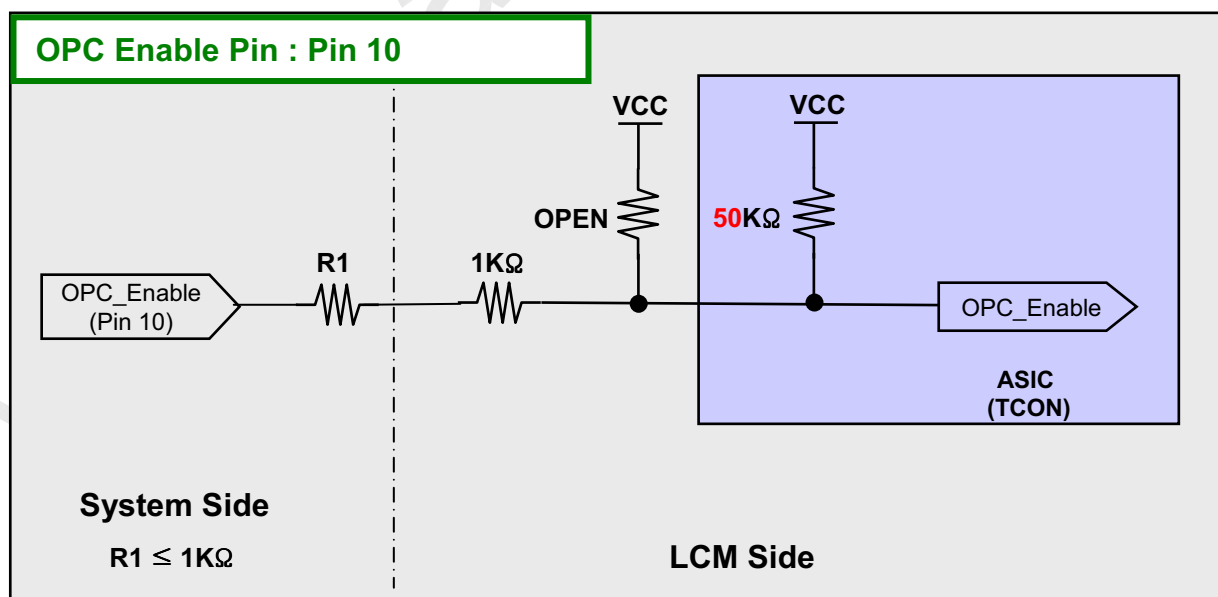 OPC Enable Pin : Pin 10
VCC
VCC
OPEN
50KΩ
R1
1KΩ
OPC_Enable
(Pin 10)
OPC_Enable
ASIC
(TCON)
System Side
R1 ≤ 1KΩ
LCM Side